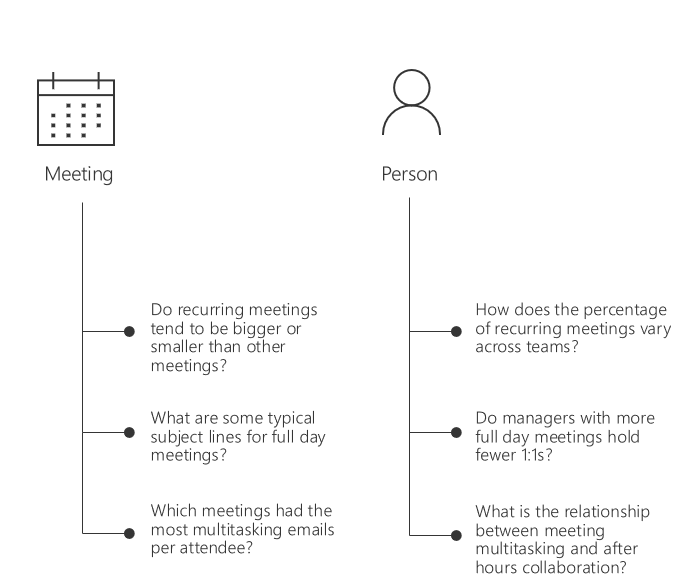 Meeting
Do recurring meetings
tend to be bigger or
smaller than other
meetings?
What are some typical
subject lines for full day
meetings?
Which meetings had the
most multitasking emails
per attendee?
Person
How does the percentage
of recurring meetings vary
across teams?
Do managers with more
full day meetings hold
fewer 1:1s?
What is the relationship
between meeting
multitasking and after
hours collaboration?